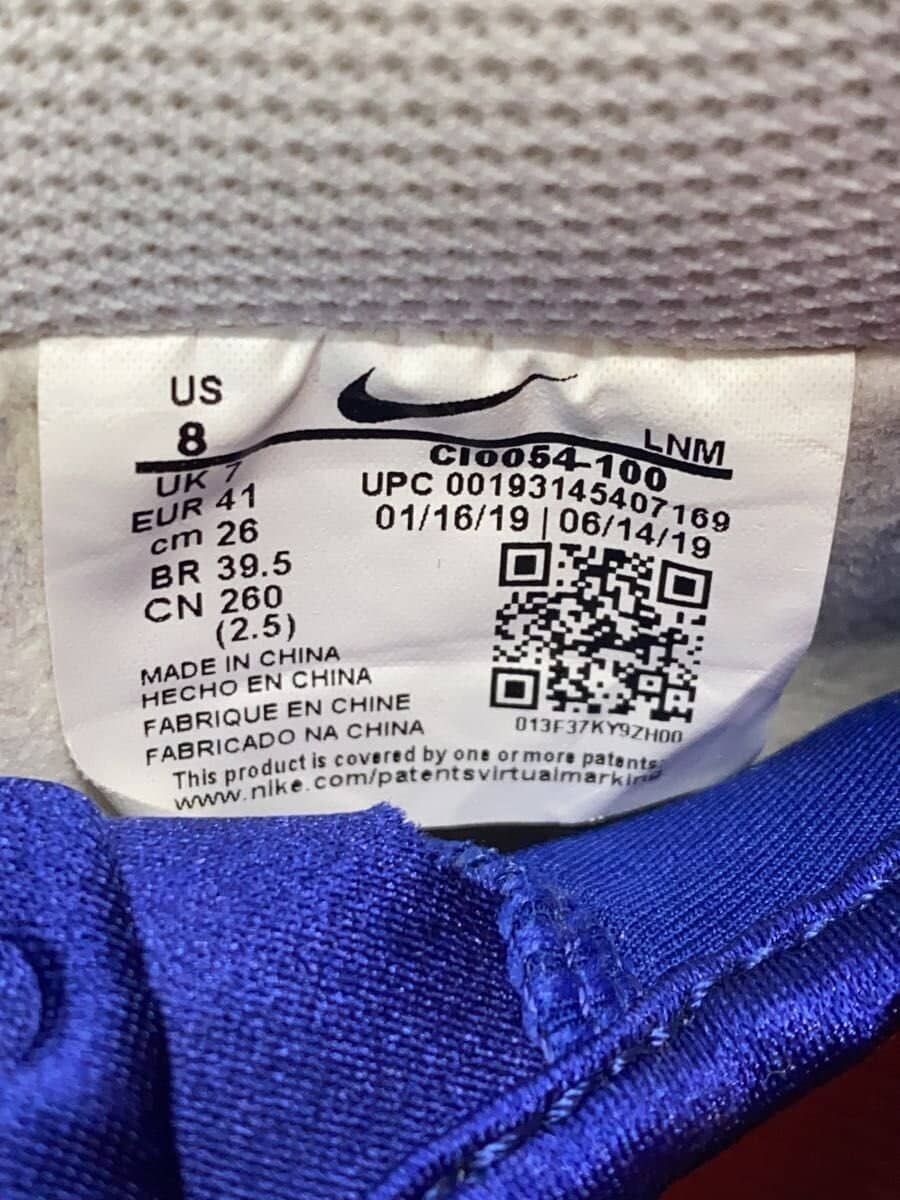 US
8
UK 7
EUR 41
cm 26
BR 39.5
CN 260
(2.5)
LNM
CI0054-100
UPC 00193145407169
01/16/19 | 06/14/19
013F37KY9ZH00
MADE IN CHINA
HECHO EN CHINA
FABRIQUE EN CHINE
FABRICADO NA CHINA
This product is covered by one or more patents.
www.nike.com/patentsvirtualmarking